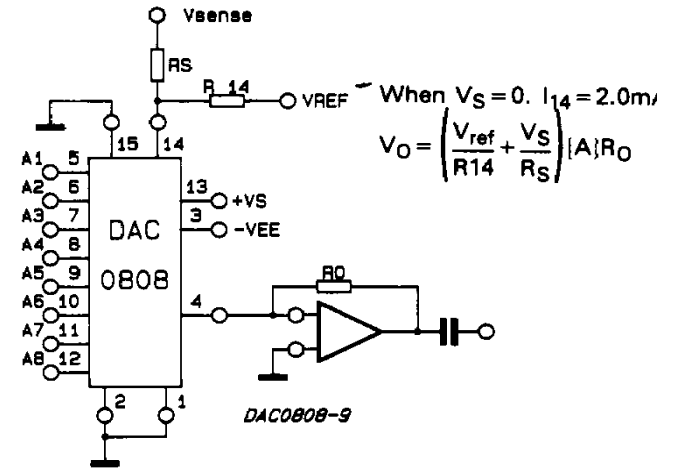 Vsense
RS
R 14
VREF
When VS=0. I14=2.0m
VO=(Vref/R14+VS/RS){A}RO
15
14
A1 5
A2 6
A3 7
A4 8
A5 9
A6 10
A7 11
A8 12
DAC
0808
13 +VS
3 -VEE
4
RO
2
1
DAC0808-9